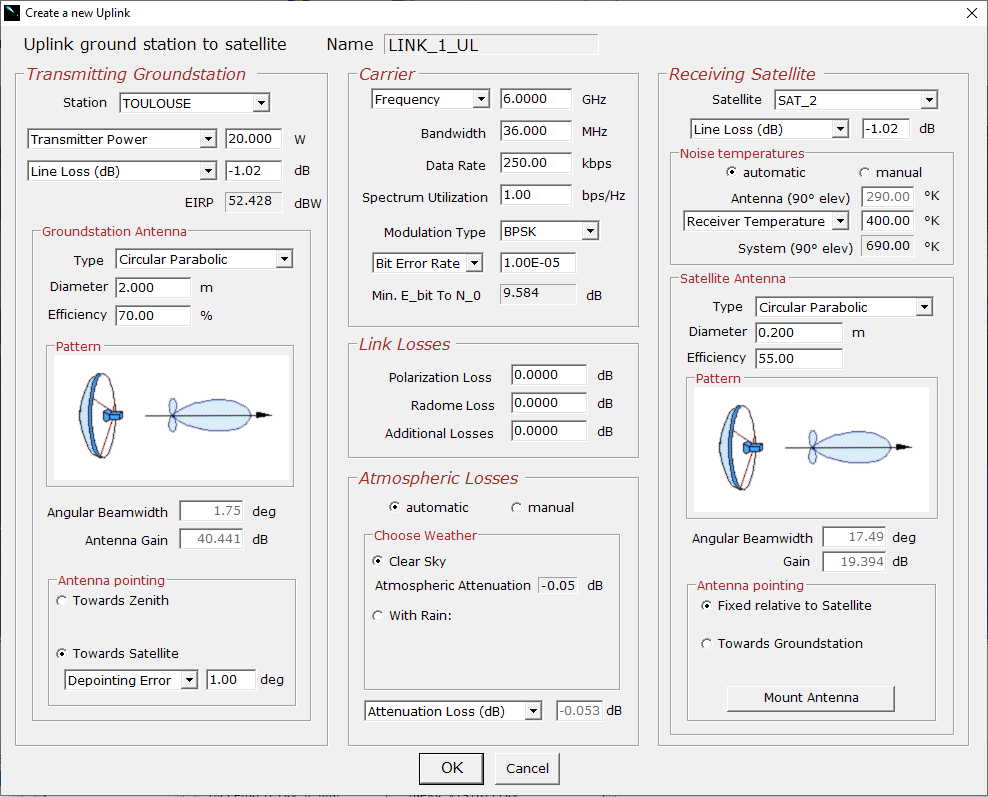 Create a new Uplink
Uplink ground station to satellite Name LINK_1_UL
Transmitting Groundstation
Station TOULOUSE
Transmitter Power 20.000 W
Line Loss (dB) -1.02 dB
EIRP 52.428 dBW
Groundstation Antenna
Type Circular Parabolic
Diameter 2.000 m
Efficiency 70.00 %
Pattern
Angular Beamwidth 1.75 deg
Antenna Gain 40.441 dB
Antenna pointing
Towards Zenith
Towards Satellite
Depointing Error 1.00 deg
Carrier
Frequency 6.0000 GHz
Bandwidth 36.000 MHz
Data Rate 250.00 kbps
Spectrum Utilization 1.00 bps/Hz
Modulation Type BPSK
Bit Error Rate 1.00E-05
Min. E_bit To N_0 9.584 dB
Link Losses
Polarization Loss 0.0000 dB
Radome Loss 0.0000 dB
Additional Losses 0.0000 dB
Atmospheric Losses
automatic manual
Choose Weather
Clear Sky
Atmospheric Attenuation -0.05 dB
With Rain:
Attenuation Loss (dB) -0.053 dB
Receiving Satellite
Satellite SAT_2
Line Loss (dB) -1.02 dB
Noise temperatures
automatic manual
Antenna (90° elev) 290.00 °K
Receiver Temperature 400.00 °K
System (90° elev) 690.00 °K
Satellite Antenna
Type Circular Parabolic
Diameter 0.200 m
Efficiency 55.00
Pattern
Angular Beamwidth 17.49 deg
Gain 19.394 dB
Antenna pointing
Fixed relative to Satellite
Towards Groundstation
Mount Antenna
OK Cancel